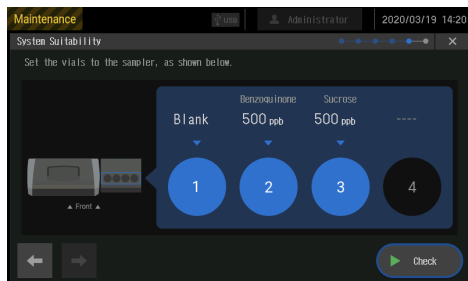 Maintenance
USB
Administrator
2020/03/19 14:20
System Suitability
Set the vials to the sampler, as shown below.
Benzoquinone Sucrose
Blank 500 ppb 500 ppb ----
1 2 3 4
▲ Front ▲
Check